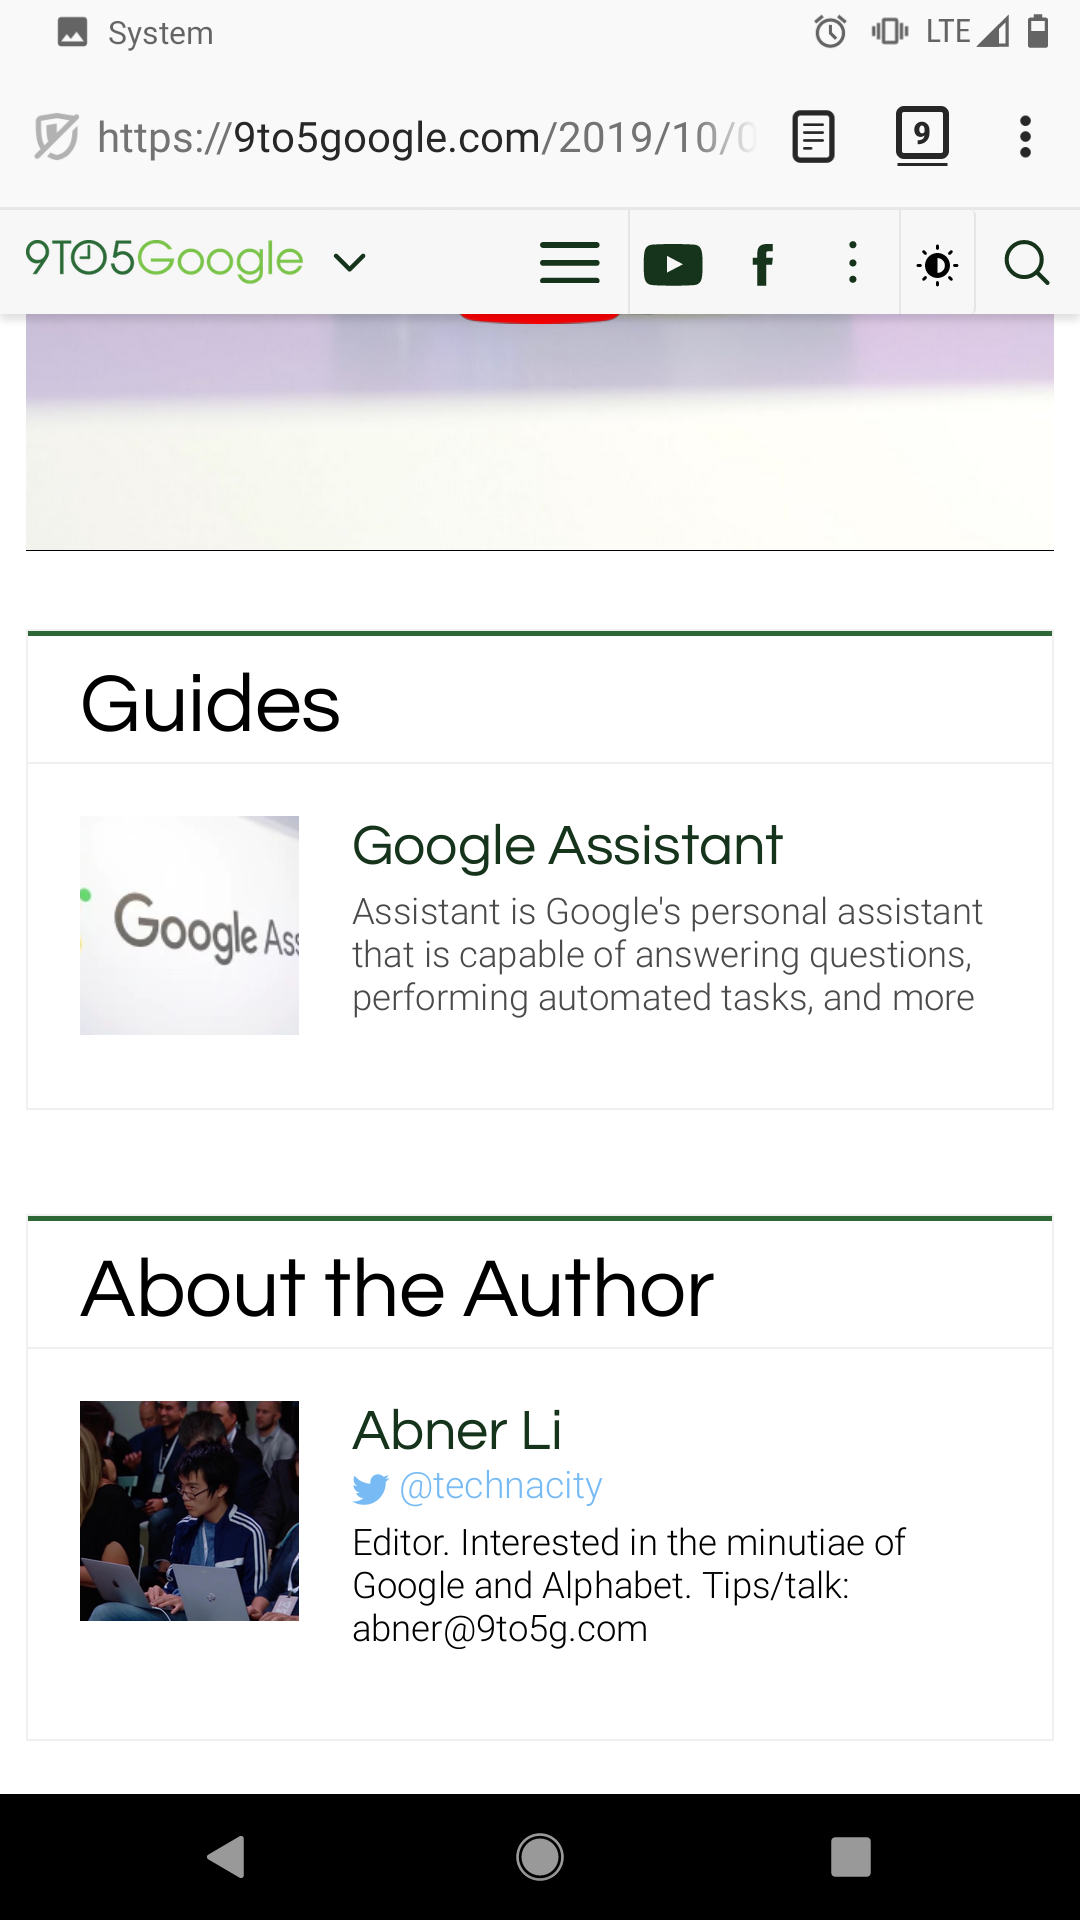 System
LTE
https://9to5google.com/2019/10/0
9
9TO5Google
Guides
Google Ass
Google Assistant
Assistant is Google's personal assistant
that is capable of answering questions,
performing automated tasks, and more
About the Author
Abner Li
@technacity
Editor. Interested in the minutiae of
Google and Alphabet. Tips/talk:
abner@9to5g.com